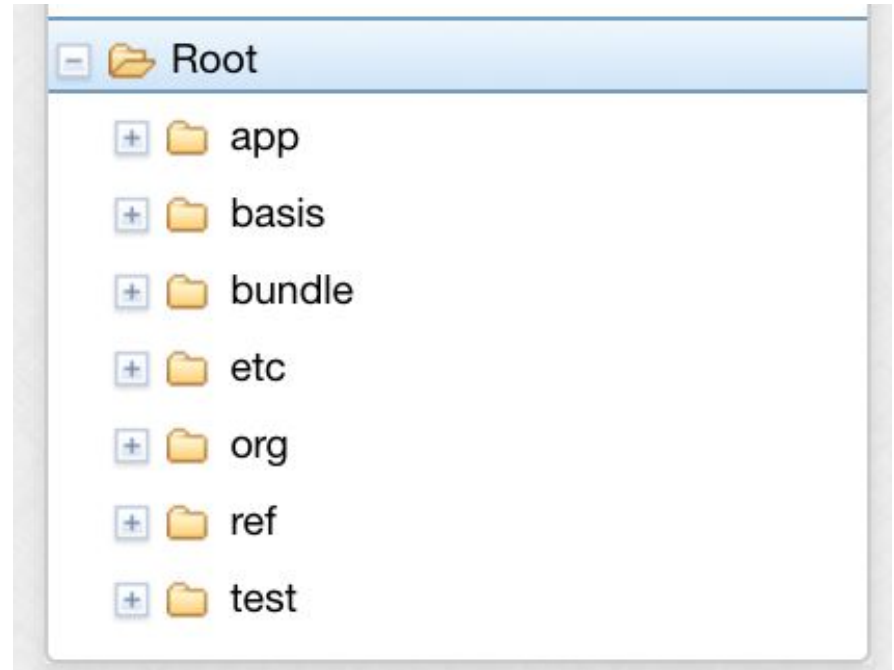 Root
app
basis
bundle
etc
org
ref
test